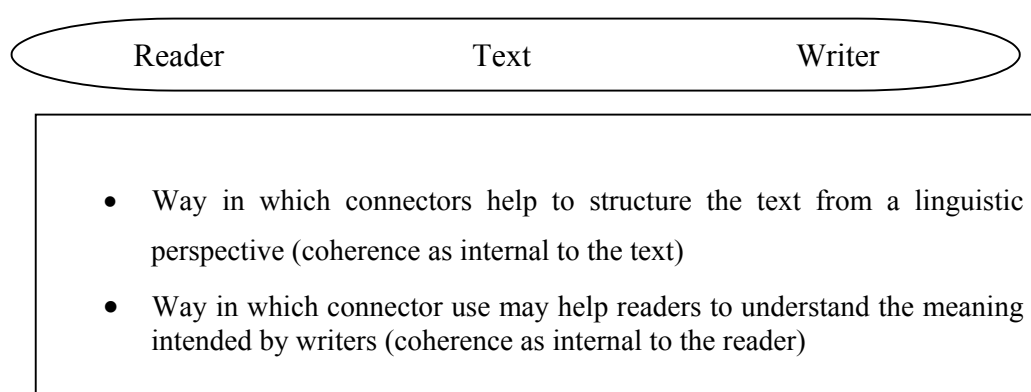 Reader Text Writer
• Way in which connectors help to structure the text from a linguistic
perspective (coherence as internal to the text)
• Way in which connector use may help readers to understand the meaning
intended by writers (coherence as internal to the reader)